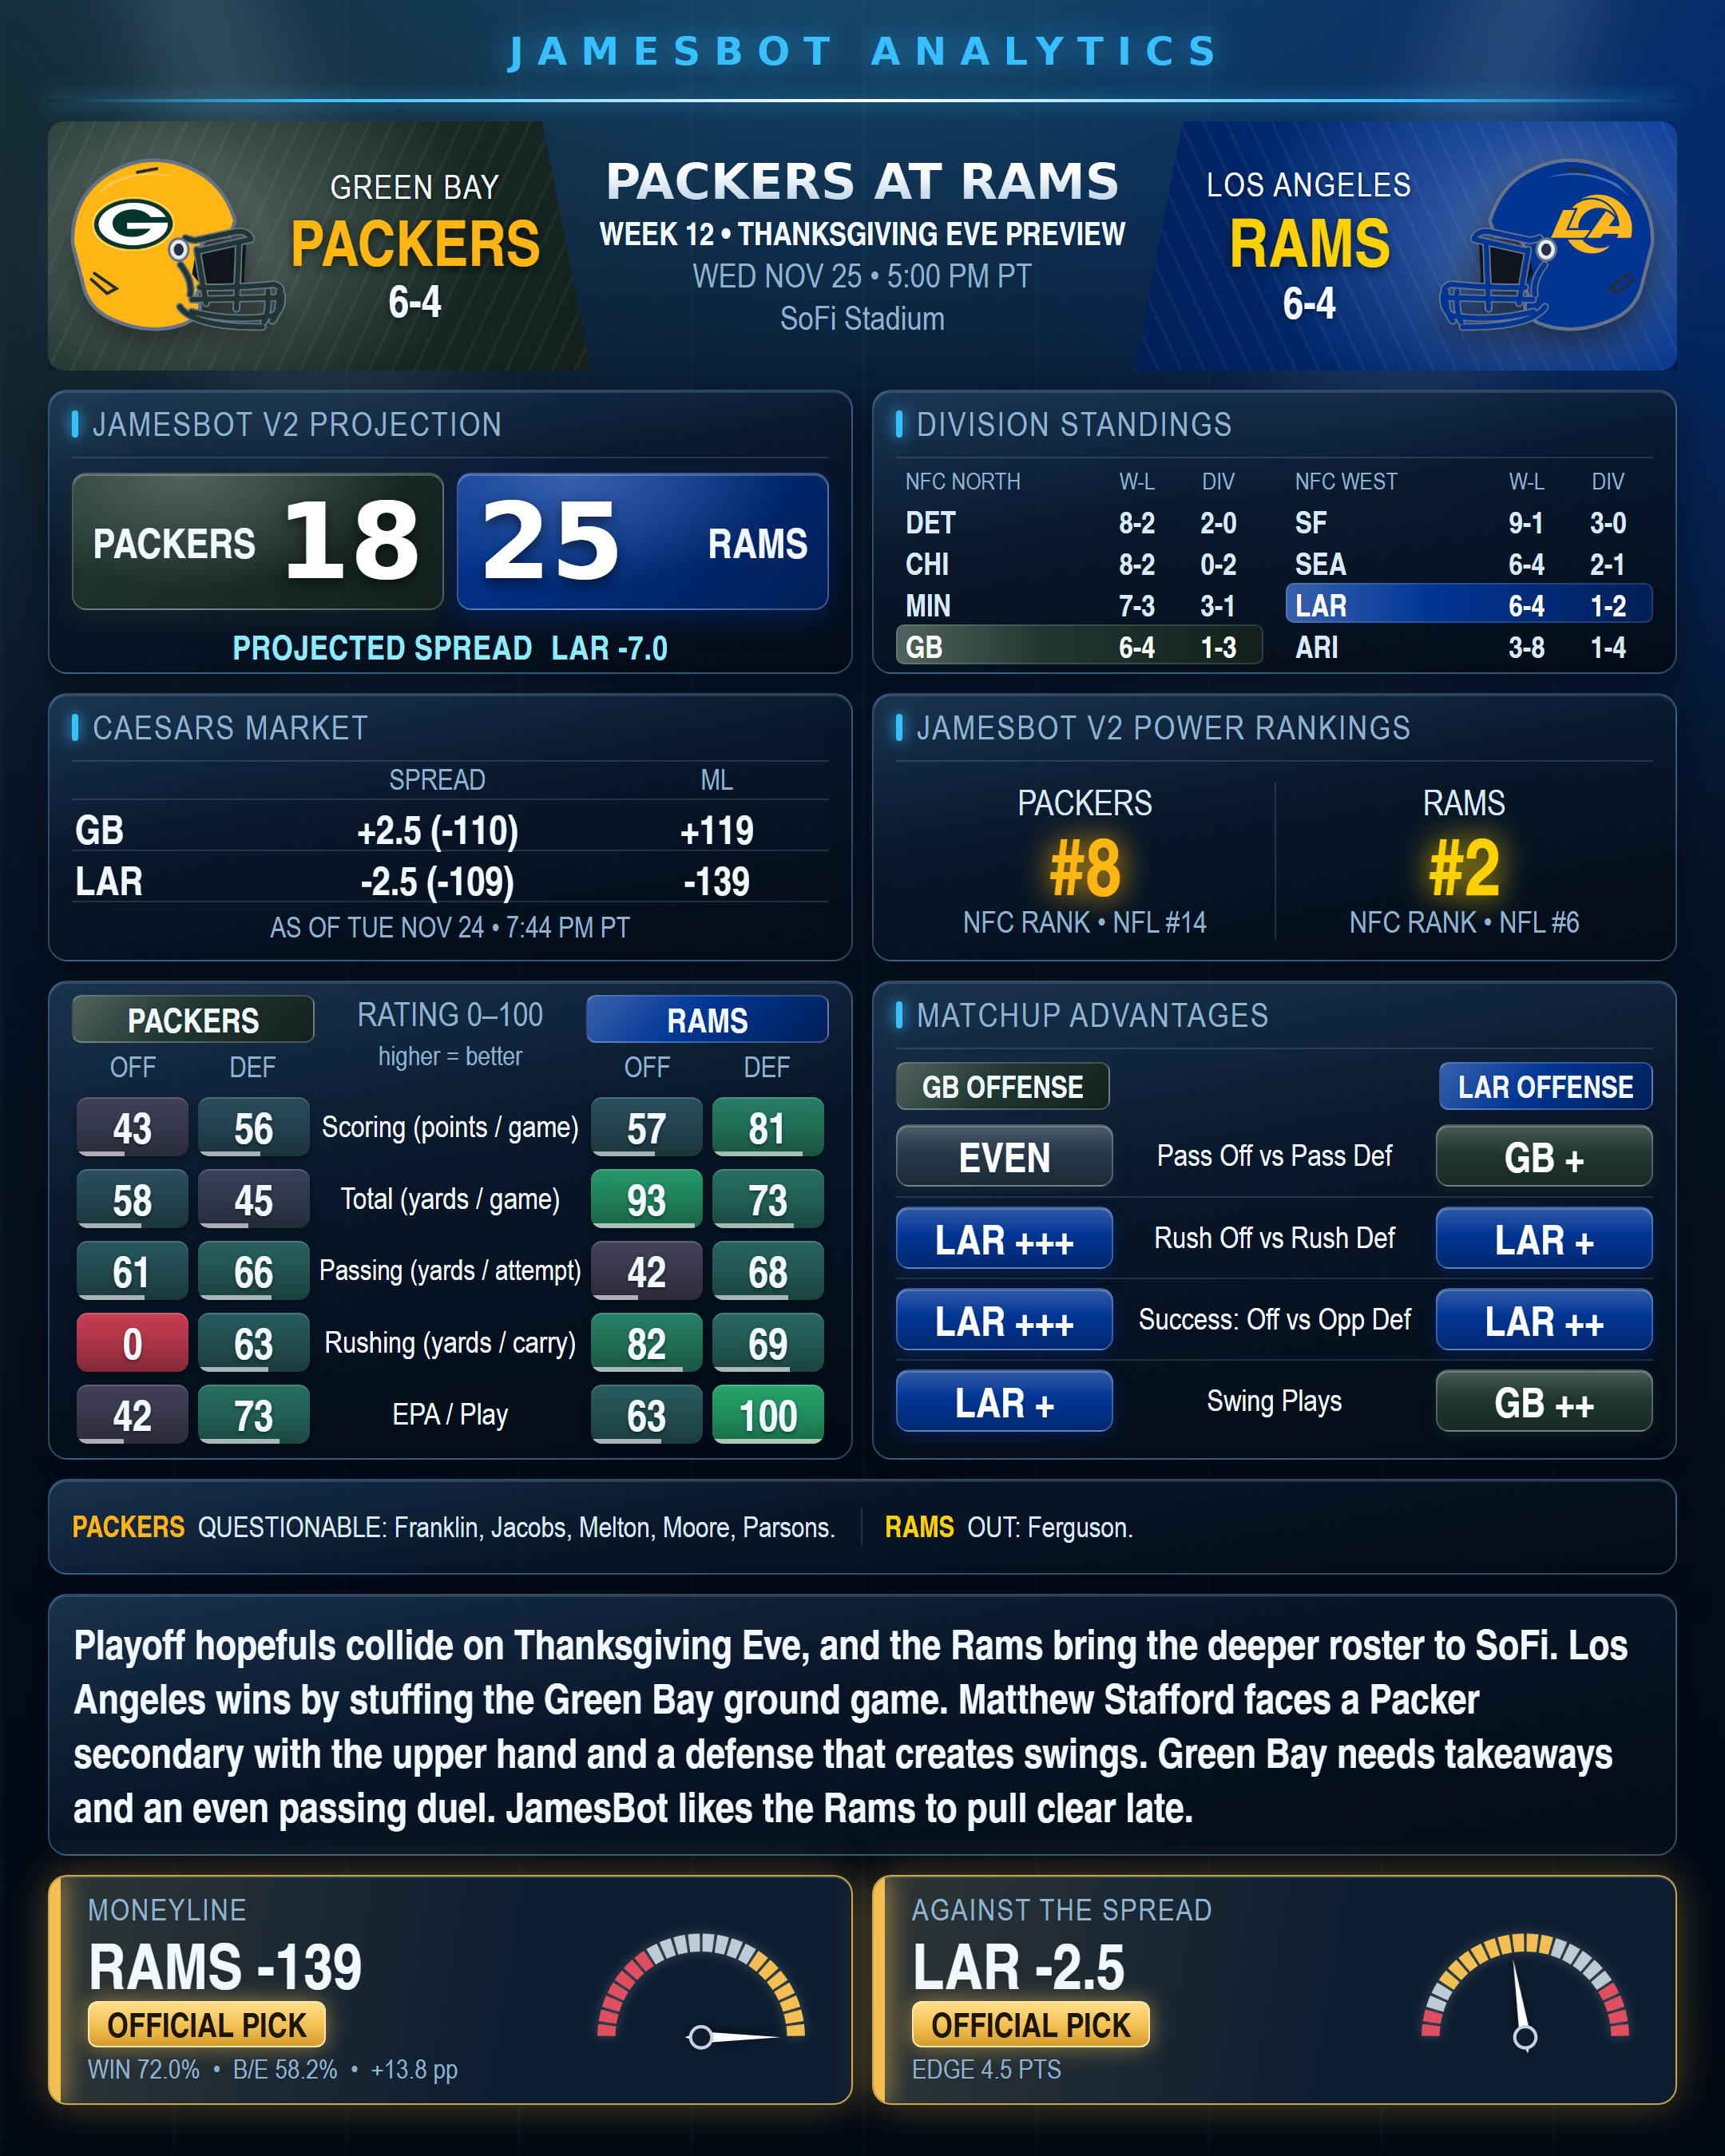 JAMESBOT ANALYTICS
GREEN BAY
PACKERS
6-4
G
PACKERS AT RAMS
WEEK 12 • THANKSGIVING EVE PREVIEW
WED NOV 25 • 5:00 PM PT
SoFi Stadium
LOS ANGELES
RAMS
6-4
LA
JAMESBOT V2 PROJECTION
PACKERS 18 25 RAMS
PROJECTED SPREAD LAR -7.0
DIVISION STANDINGS
NFC NORTH W-L DIV NFC WEST W-L DIV
DET 8-2 2-0 SF 9-1 3-0
CHI 8-2 0-2 SEA 6-4 2-1
MIN 7-3 3-1 LAR 6-4 1-2
GB 6-4 1-3 ARI 3-8 1-4
CAESARS MARKET
SPREAD ML
GB +2.5 (-110) +119
LAR -2.5 (-109) -139
AS OF TUE NOV 24 • 7:44 PM PT
JAMESBOT V2 POWER RANKINGS
PACKERS RAMS
#8 #2
NFC RANK • NFL #14 NFC RANK • NFL #6
PACKERS RATING 0–100 RAMS
OFF DEF higher = better OFF DEF
43 56 Scoring (points / game) 57 81
58 45 Total (yards / game) 93 73
61 66 Passing (yards / attempt) 42 68
0 63 Rushing (yards / carry) 82 69
42 73 EPA / Play 63 100
MATCHUP ADVANTAGES
GB OFFENSE LAR OFFENSE
EVEN Pass Off vs Pass Def GB +
LAR +++ Rush Off vs Rush Def LAR +
LAR +++ Success: Off vs Opp Def LAR ++
LAR + Swing Plays GB ++
PACKERS QUESTIONABLE: Franklin, Jacobs, Melton, Moore, Parsons. RAMS OUT: Ferguson.
Playoff hopefuls collide on Thanksgiving Eve, and the Rams bring the deeper roster to SoFi. Los
Angeles wins by stuffing the Green Bay ground game. Matthew Stafford faces a Packer
secondary with the upper hand and a defense that creates swings. Green Bay needs takeaways
and an even passing duel. JamesBot likes the Rams to pull clear late.
MONEYLINE
RAMS -139
OFFICIAL PICK
WIN 72.0% • B/E 58.2% • +13.8 pp
AGAINST THE SPREAD
LAR -2.5
OFFICIAL PICK
EDGE 4.5 PTS